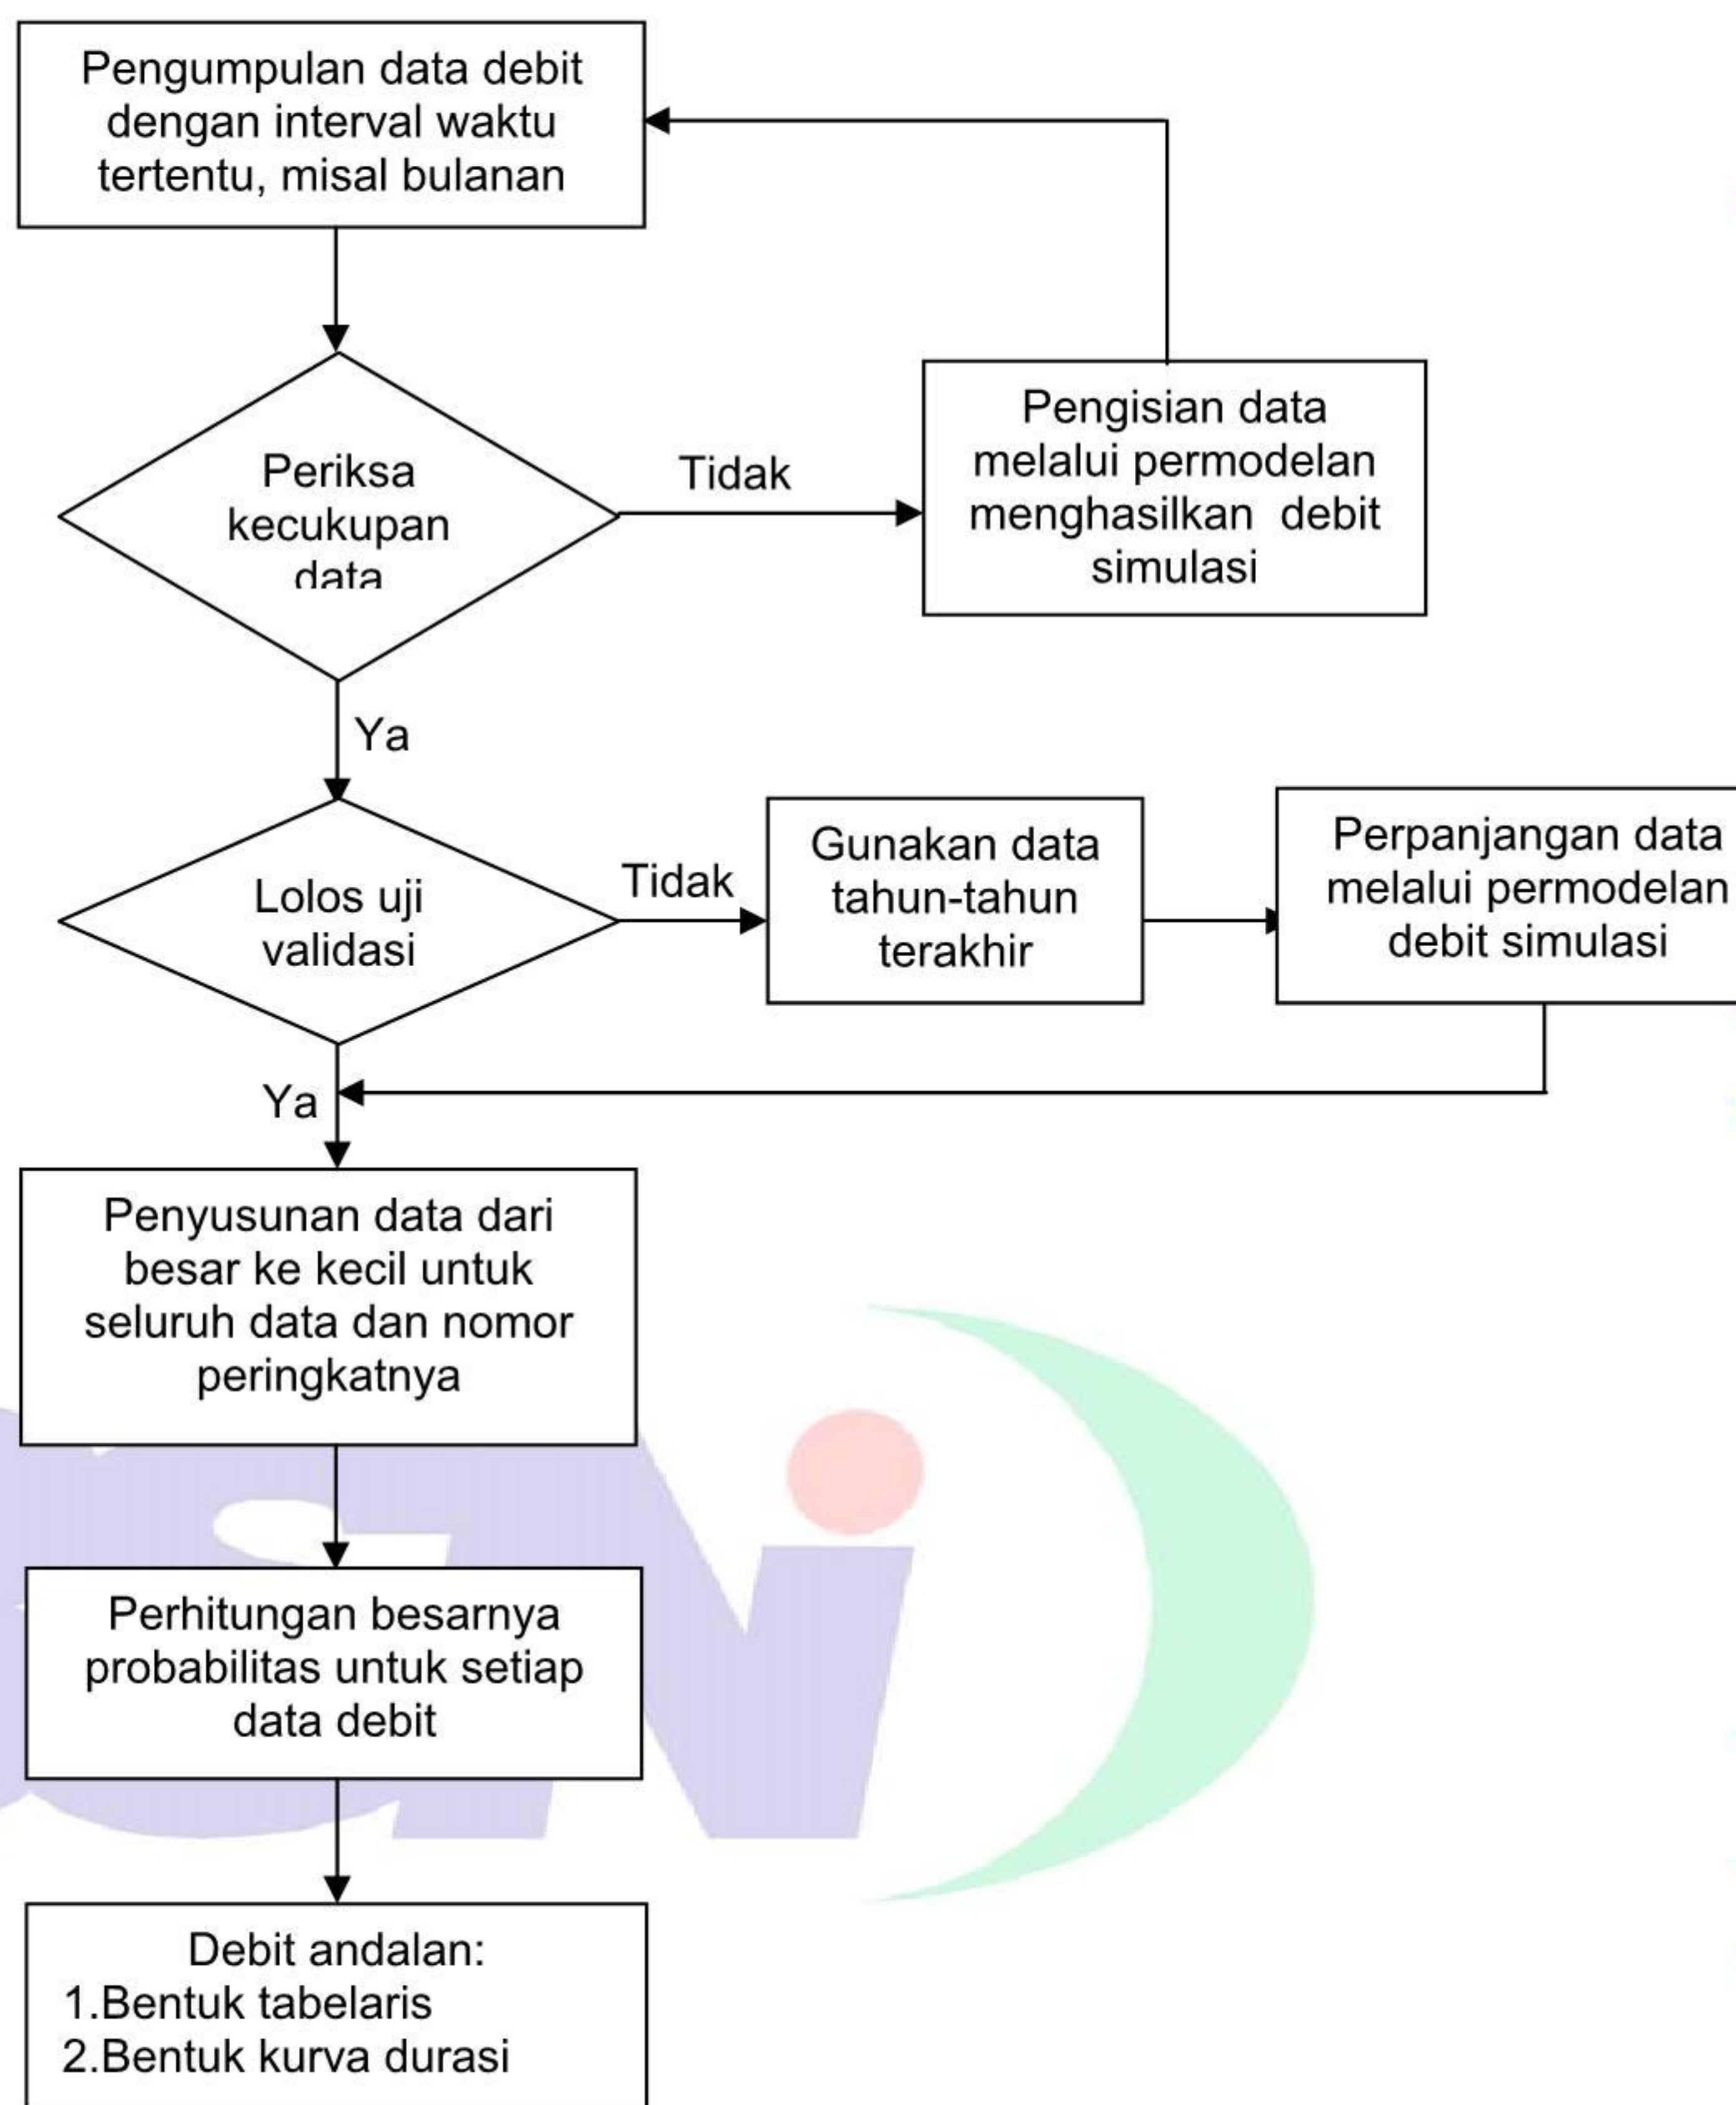 Pengumpulan data debit
dengan interval waktu
tertentu, misal bulanan
Periksa
kecukupan
data
Tidak
Pengisian data
melalui permodelan
menghasilkan debit
simulasi
Ya
Lolos uji
validasi
Tidak
Gunakan data
tahun-tahun
terakhir
Perpanjangan data
melalui permodelan
debit simulasi
Ya
Penyusunan data dari
besar ke kecil untuk
seluruh data dan nomor
peringkatnya
Perhitungan besarnya
probabilitas untuk setiap
data debit
Debit andalan:
1.Bentuk tabelaris
2.Bentuk kurva durasi